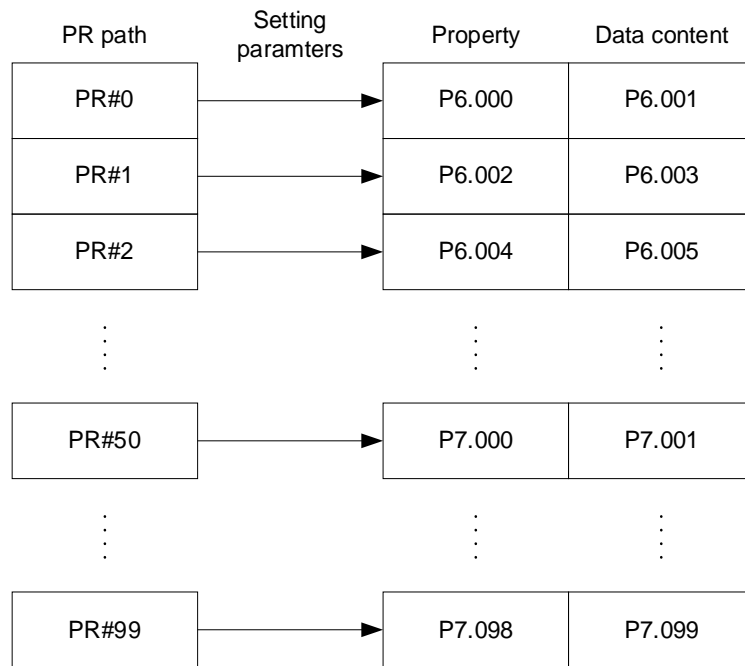 PR path
Setting
paramters
Property
Data content
PR#0
P6.000
P6.001
PR#1
P6.002
P6.003
PR#2
P6.004
P6.005
PR#50
P7.000
P7.001
PR#99
P7.098
P7.099